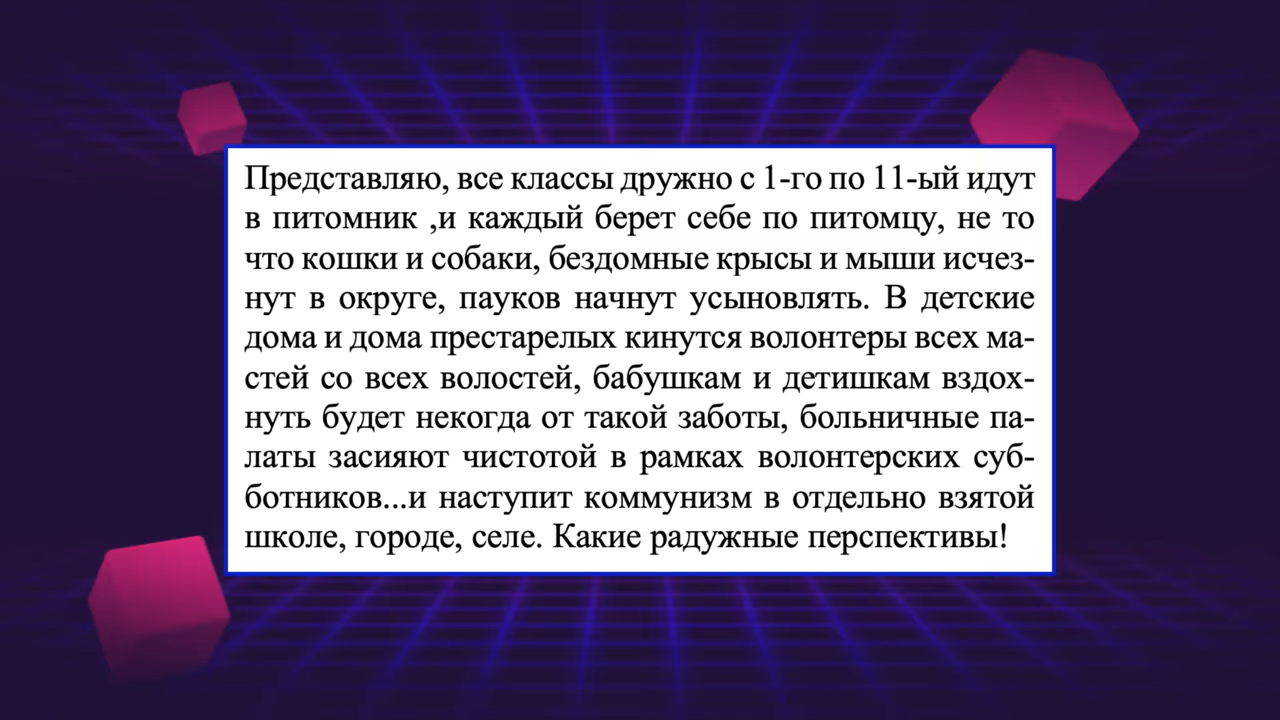 Представляю, все классы дружно с 1-го по 11-ый идут
в питомник ,и каждый берет себе по питомцу, не то
что кошки и собаки, бездомные крысы и мыши исчез-
нут в округе, пауков начнут усыновлять. В детские
дома и дома престарелых кинутся волонтеры всех ма-
стей со всех волостей, бабушкам и детишкам вздох-
нуть будет некогда от такой заботы, больничные па-
латы засияют чистотой в рамках волонтерских суб-
ботников...и наступит коммунизм в отдельно взятой
школе, городе, селе. Какие радужные перспективы!